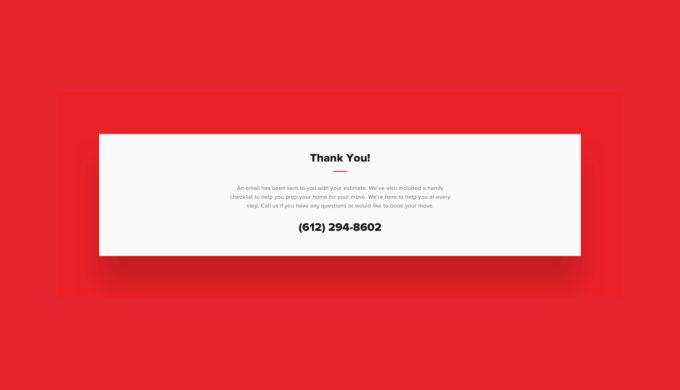 Thank You!
An email has been sent to you with your estimate. We've also included a handy
checklist to help you prep your home for your move. We're here to help you at every
step. Call us if you have any questions or would like to book your move.
(612) 294-8602